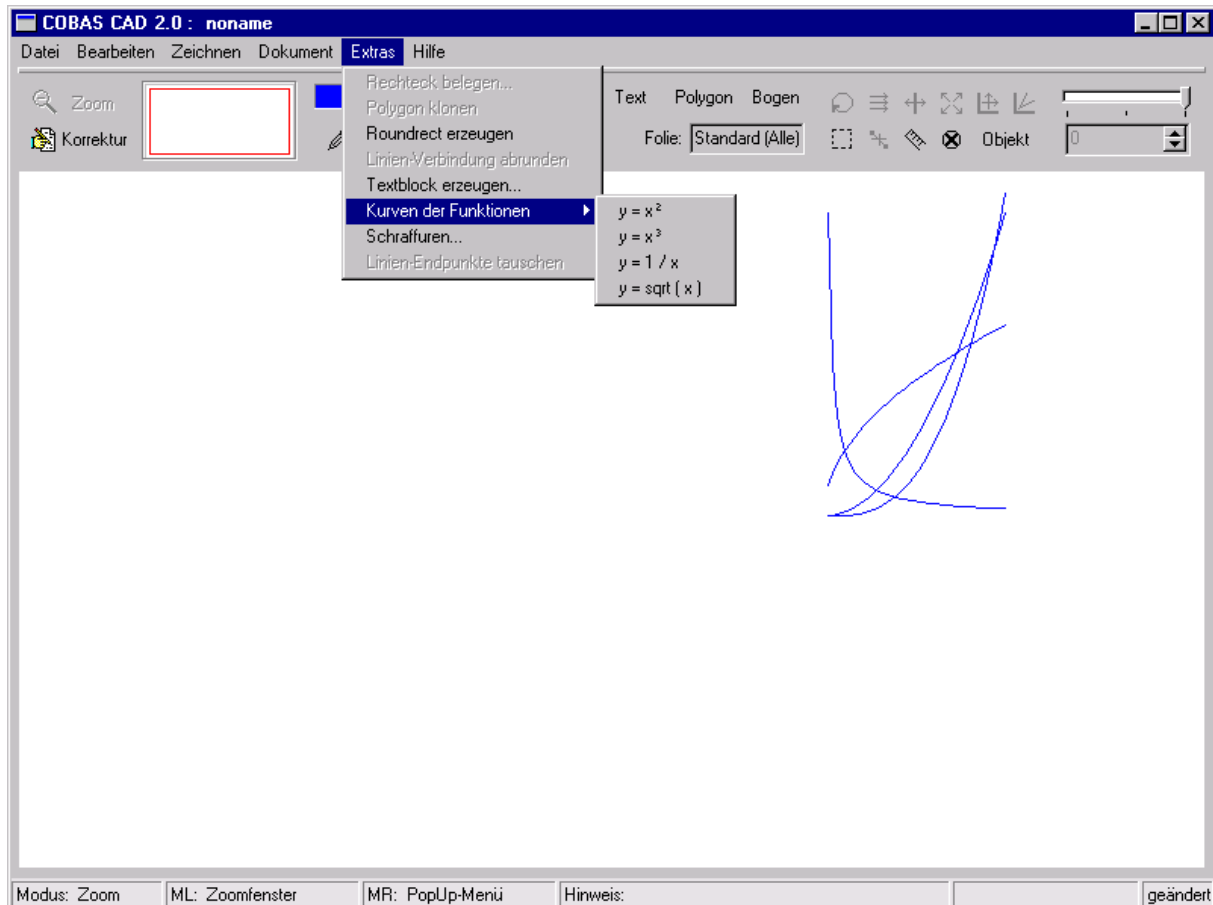 COBAS CAD 2.0 : noname
Datei Bearbeiten Zeichnen Dokument Extras Hilfe
Zoom
Korrektur
Rechteck belegen...
Polygon klonen
Roundrect erzeugen
Linien-Verbindung abrunden
Textblock erzeugen...
Kurven der Funktionen
Schraffuren...
Linien-Endpunkte tauschen
y = x²
y = x³
y = 1 / x
y = sqrt ( x )
Text Polygon Bogen
Folie: Standard (Alle) Objekt 0
Modus: Zoom ML: Zoomfenster MR: PopUp-Menü Hinweis: geändert